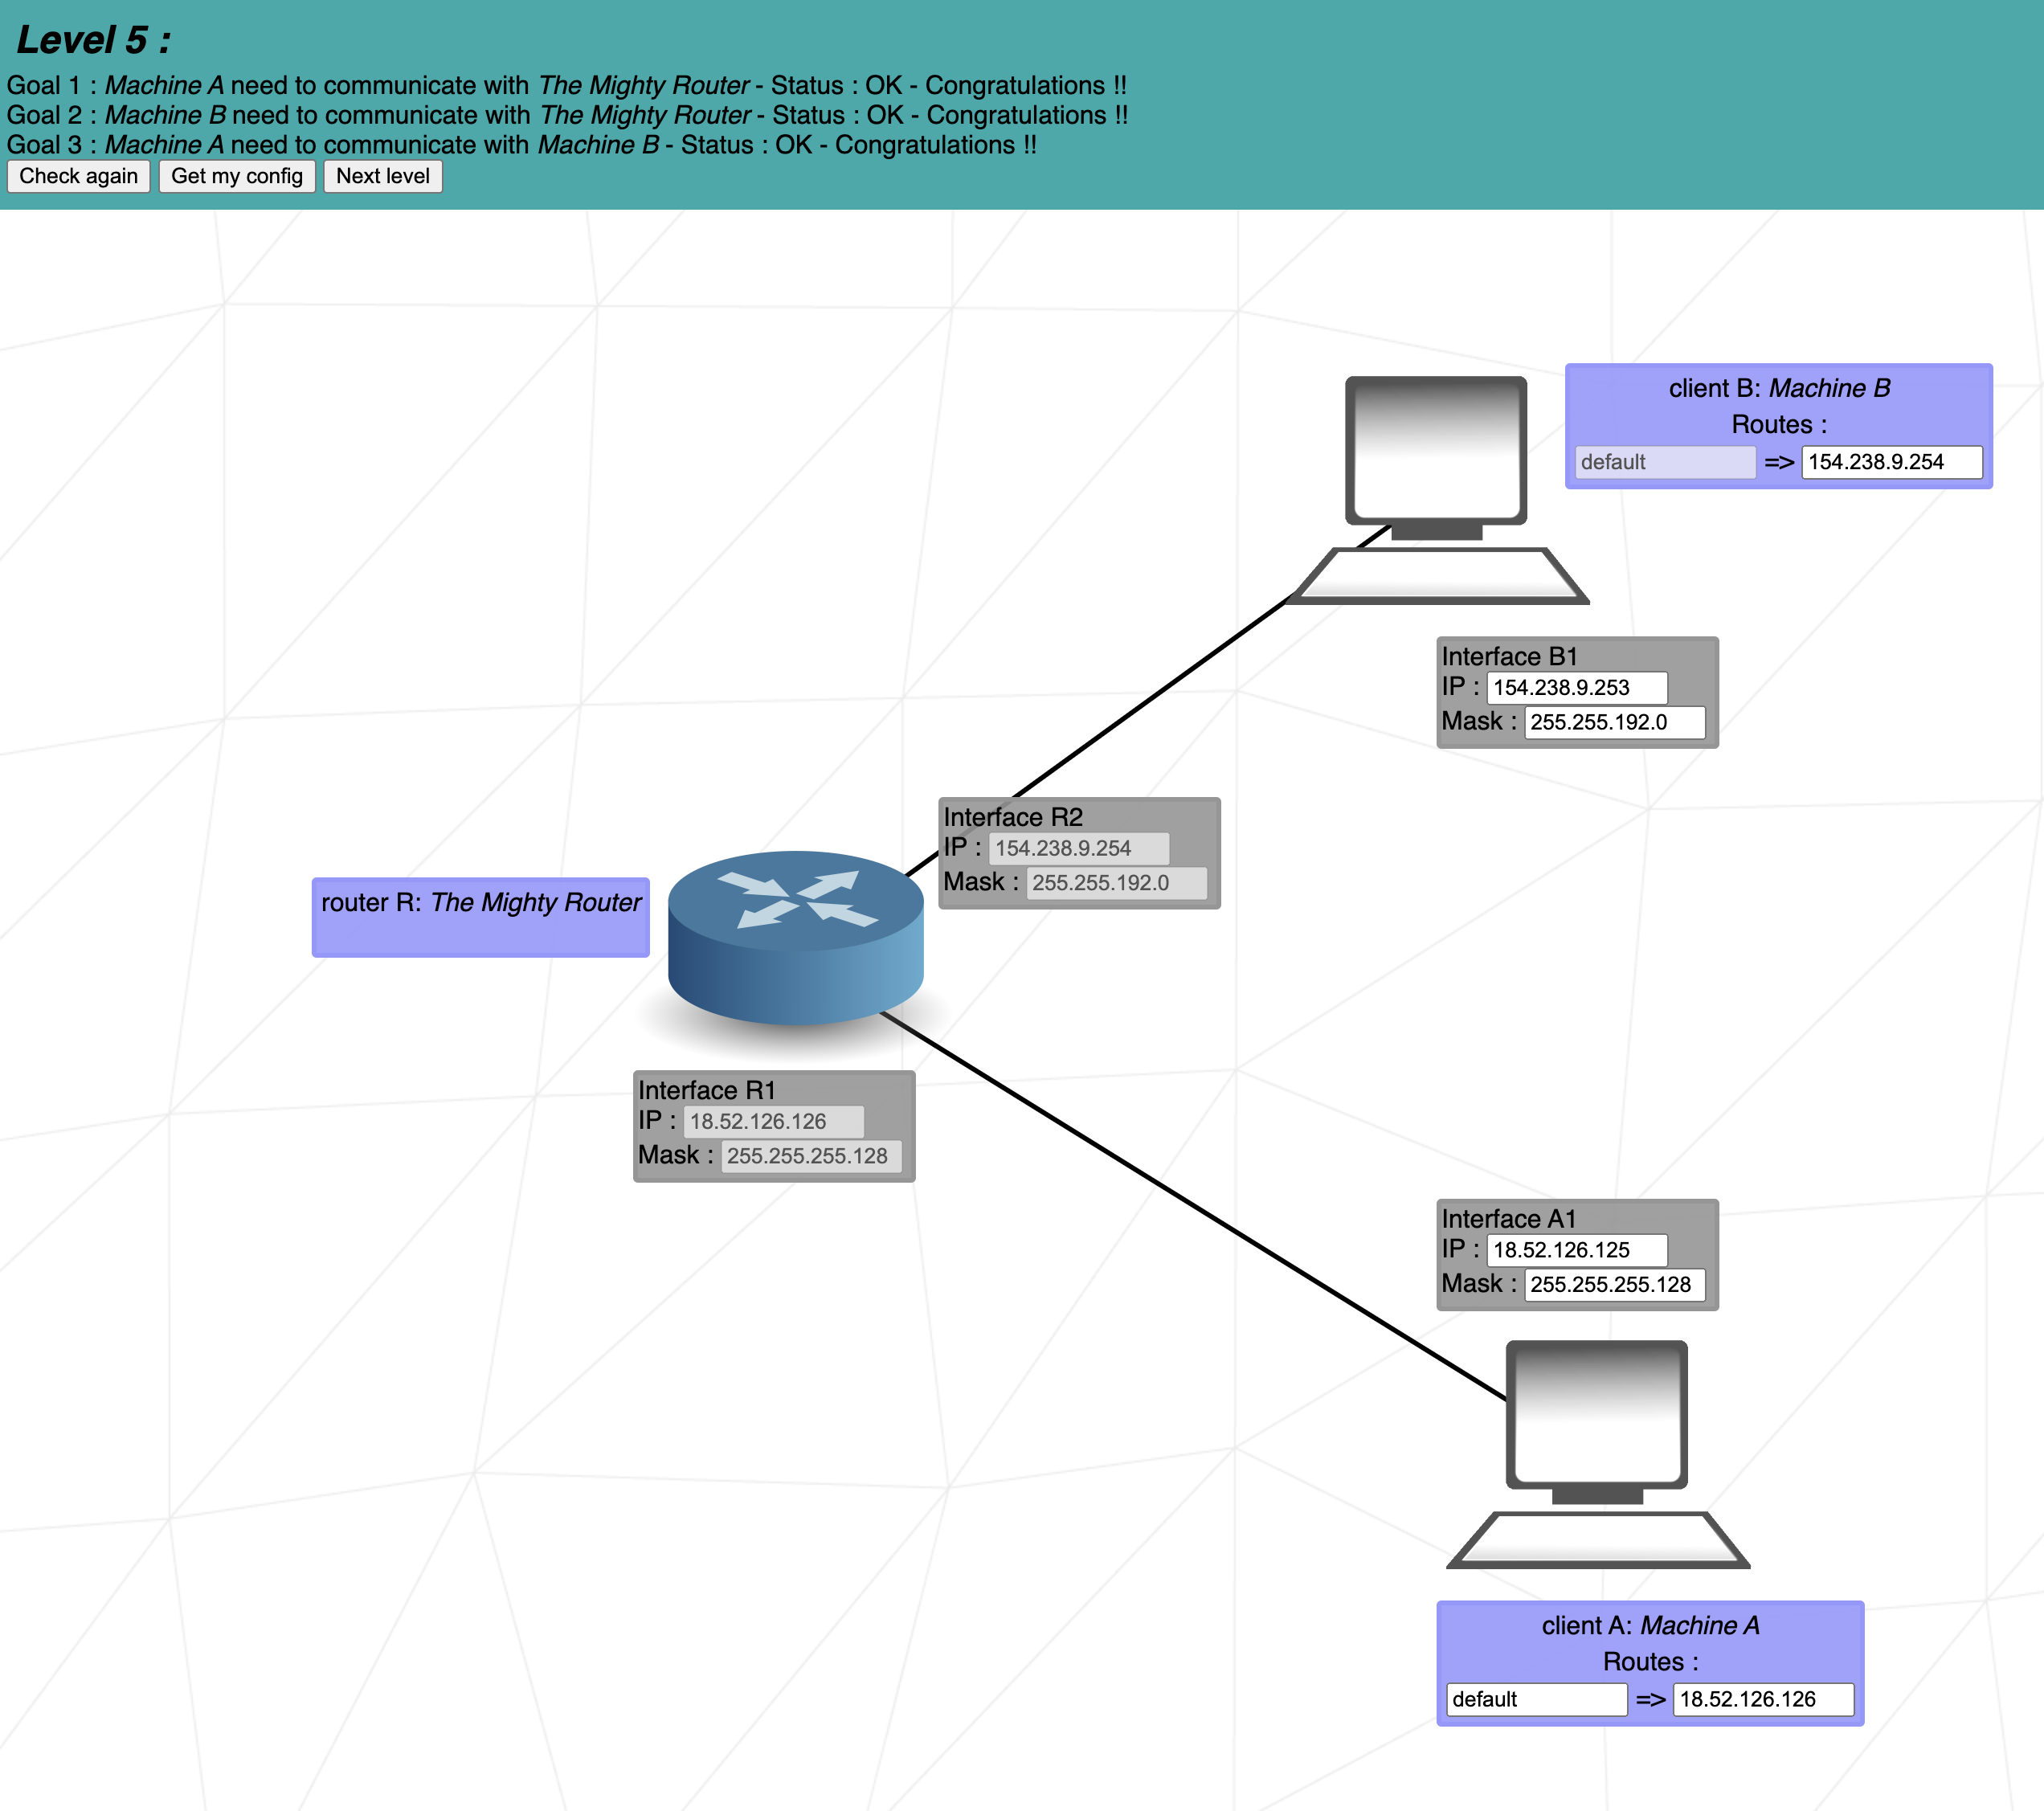 Level 5 :
Goal 1 : Machine A need to communicate with The Mighty Router - Status : OK - Congratulations !!
Goal 2 : Machine B need to communicate with The Mighty Router - Status : OK - Congratulations !!
Goal 3 : Machine A need to communicate with Machine B - Status : OK - Congratulations !!
Check again Get my config Next level
client B: Machine B
Routes :
default => 154.238.9.254
Interface B1
IP : 154.238.9.253
Mask : 255.255.192.0
Interface R2
IP : 154.238.9.254
Mask : 255.255.192.0
router R: The Mighty Router
Interface R1
IP : 18.52.126.126
Mask : 255.255.255.128
Interface A1
IP : 18.52.126.125
Mask : 255.255.255.128
client A: Machine A
Routes :
default => 18.52.126.126